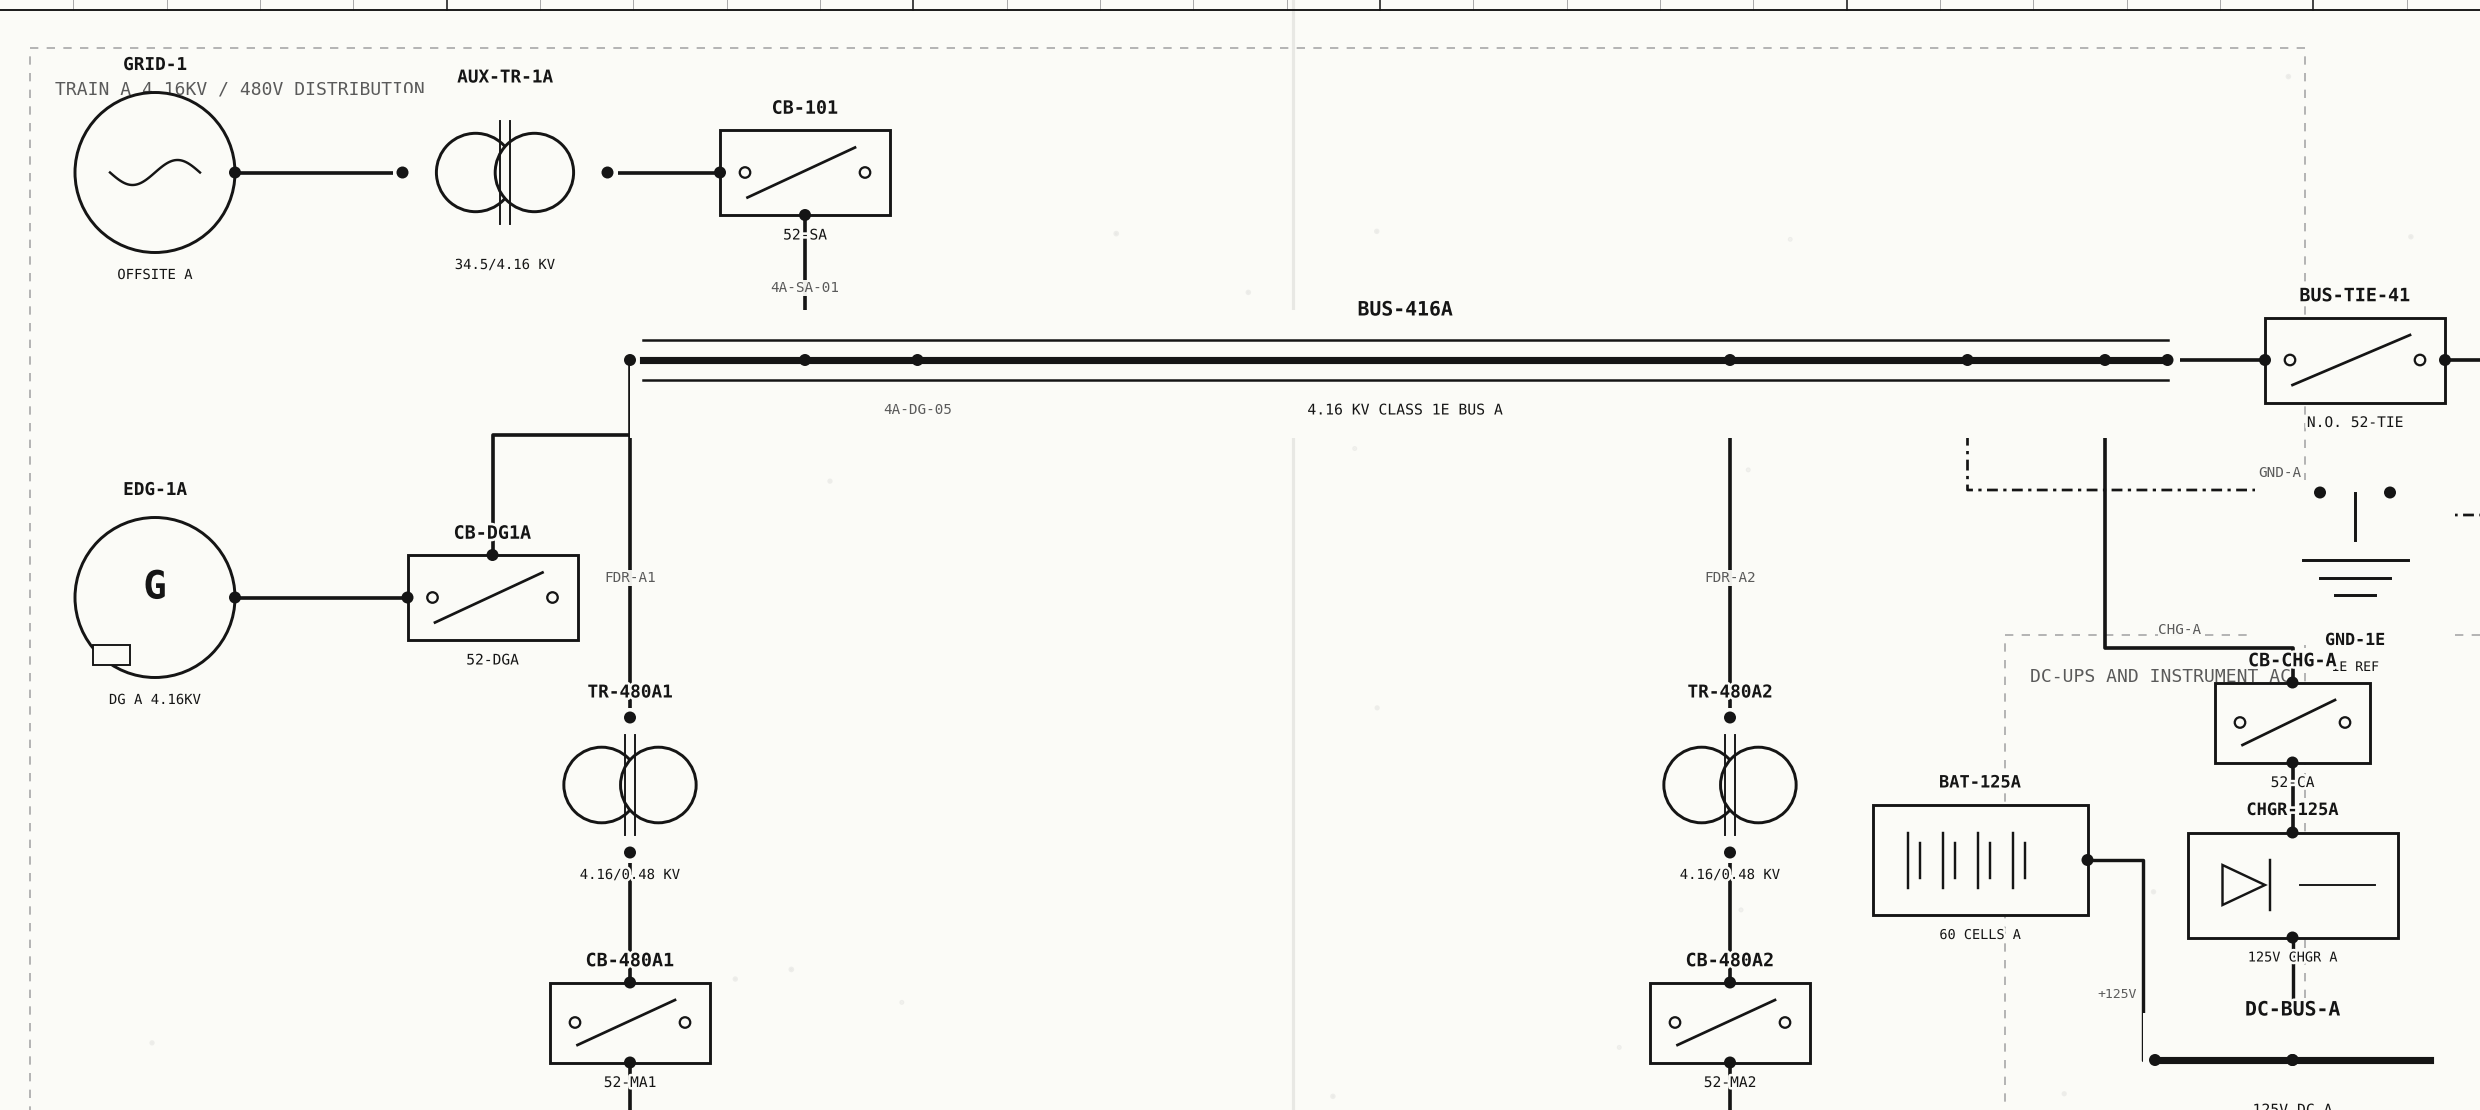 GRID-1
TRAIN A 4.16KV / 480V DISTRIBUTION
AUX-TR-1A
CB-101
52-SA
34.5/4.16 KV
OFFSITE A
4A-SA-01
BUS-416A
BUS-TIE-41
4A-DG-05
4.16 KV CLASS 1E BUS A
N.O. 52-TIE
GND-A
EDG-1A
CB-DG1A
G
FDR-A1
FDR-A2
CHG-A
GND-1E
52-DGA
CB-CHG-A
1E REF
DC-UPS AND INSTRUMENT AC
DG A 4.16KV
TR-480A1
TR-480A2
BAT-125A
52-CA
CHGR-125A
4.16/0.48 KV
4.16/0.48 KV
60 CELLS A
CB-480A1
CB-480A2
125V CHGR A
+125V
DC-BUS-A
52-MA1
52-MA2
125V DC A